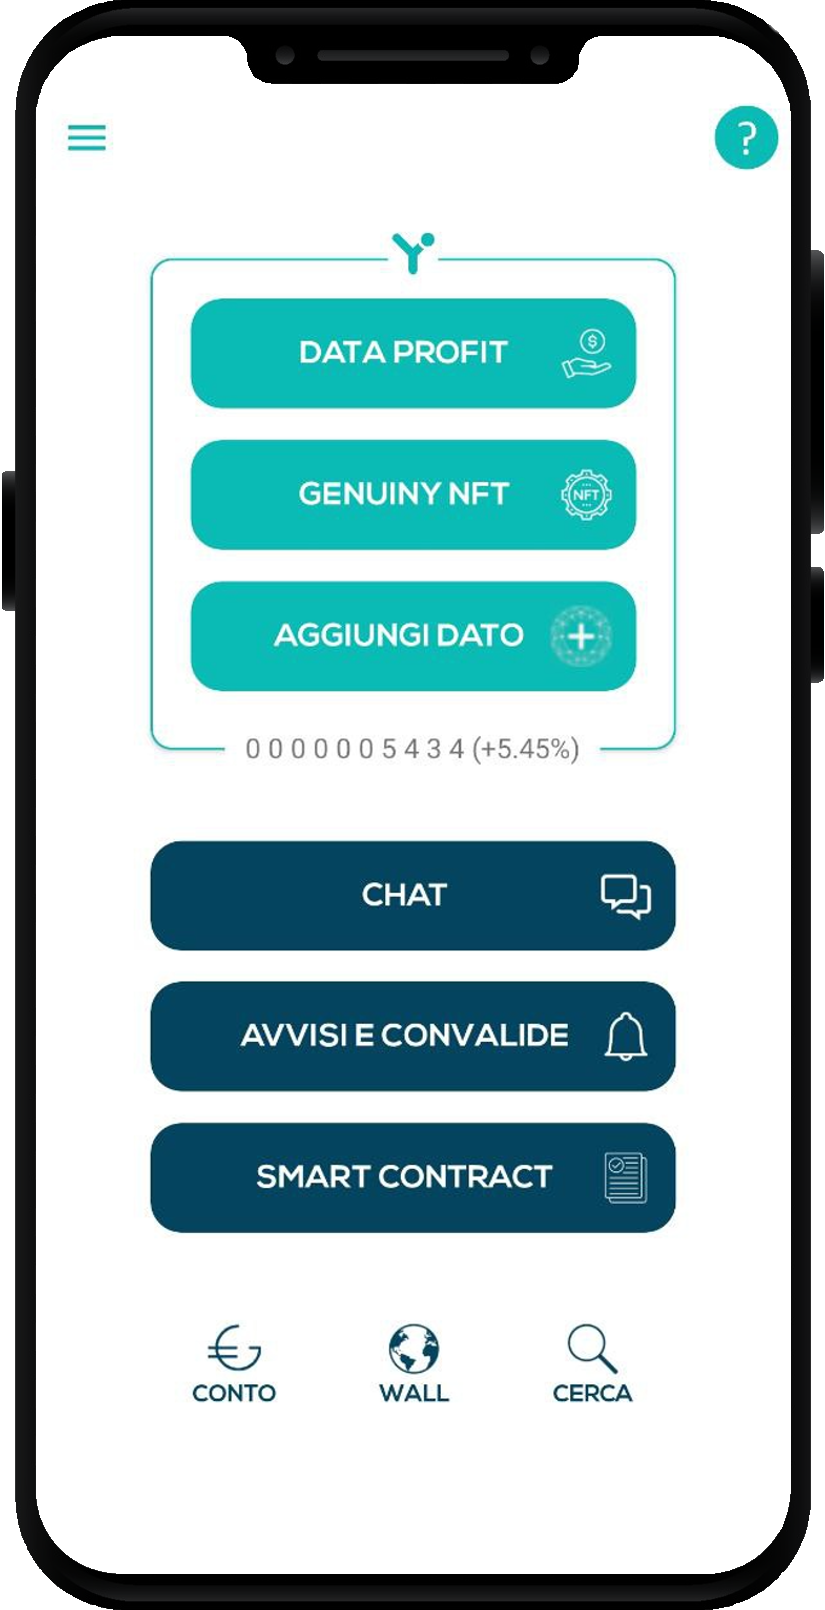 ?
DATA PROFIT
$
GENUINY NFT
NFT
AGGIUNGI DATO
0 0 0 0 0 0 5 4 3 4 (+5.45%)
CHAT
AVVISI E CONVALIDE
SMART CONTRACT
CONTO WALL CERCA